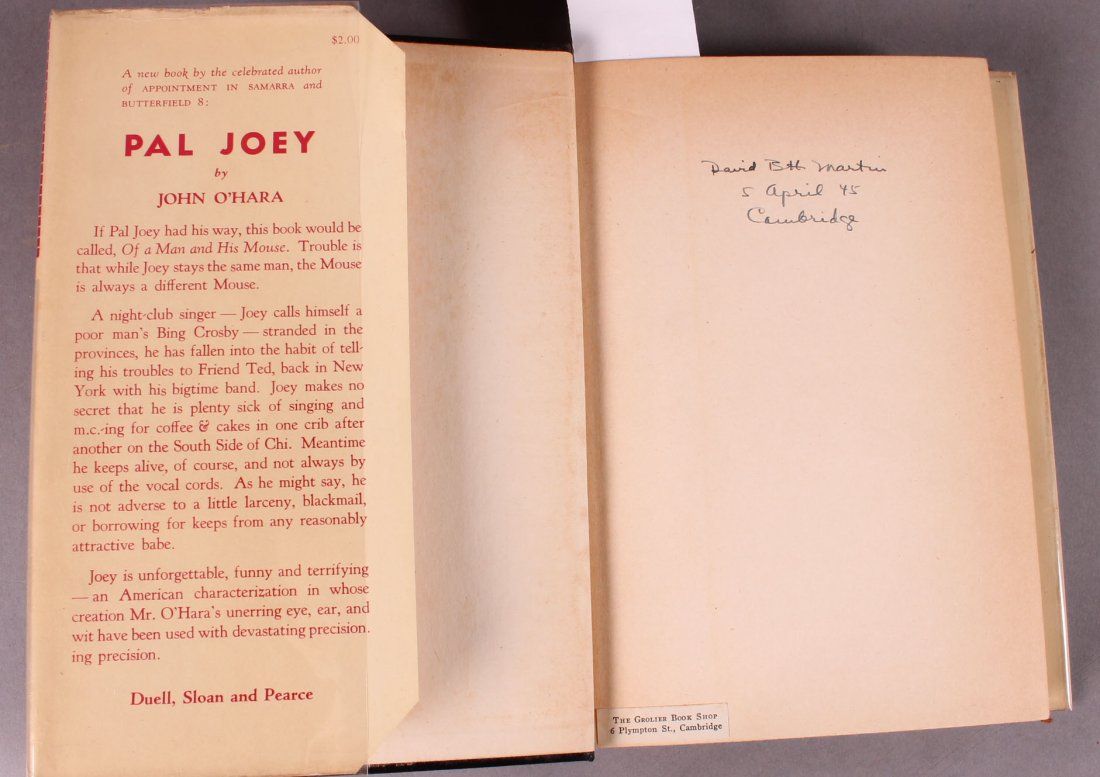 $2.00
A new book by the celebrated author
of APPOINTMENT IN SAMARRA and
BUTTERFIELD 8:
PAL JOEY
by
JOHN O'HARA
If Pal Joey had his way, this book would be
called, Of a Man and His Mouse. Trouble is
that while Joey stays the same man, the Mouse
is always a different Mouse.
A night-club singer — Joey calls himself a
poor man's Bing Crosby — stranded in the
provinces, he has fallen into the habit of tell-
ing his troubles to Friend Ted, back in New
York with his bigtime band. Joey makes no
secret that he is plenty sick of singing and
m.c.-ing for coffee & cakes in one crib after
another on the South Side of Chi. Meantime
he keeps alive, of course, and not always by
use of the vocal cords. As he might say, he
is not adverse to a little larceny, blackmail,
or borrowing for keeps from any reasonably
attractive babe.
Joey is unforgettable, funny and terrifying
— an American characterization in whose
creation Mr. O'Hara's unerring eye, ear, and
wit have been used with devastating precision.
ing precision.
Duell, Sloan and Pearce
David BH Martin
5 April 45
Cambridge
THE GROLIER BOOK SHOP
6 Plympton St., Cambridge